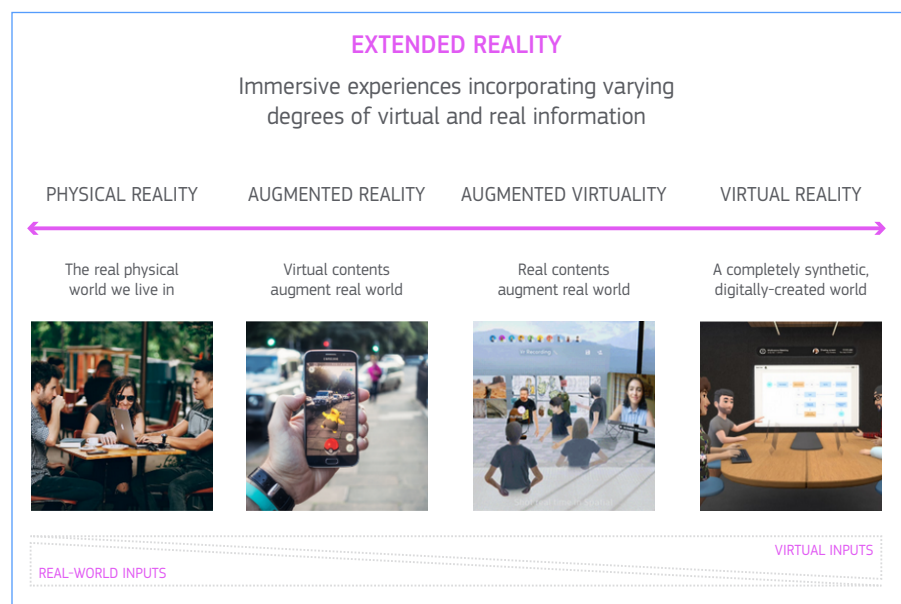 EXTENDED REALITY
Immersive experiences incorporating varying
degrees of virtual and real information
PHYSICAL REALITY
AUGMENTED REALITY
AUGMENTED VIRTUALITY
VIRTUAL REALITY
The real physical
world we live in
Virtual contents
augment real world
Real contents
augment real world
A completely synthetic,
digitally-created world
SAMSUNG
Recording
VIRTUAL INPUTS
REAL-WORLD INPUTS